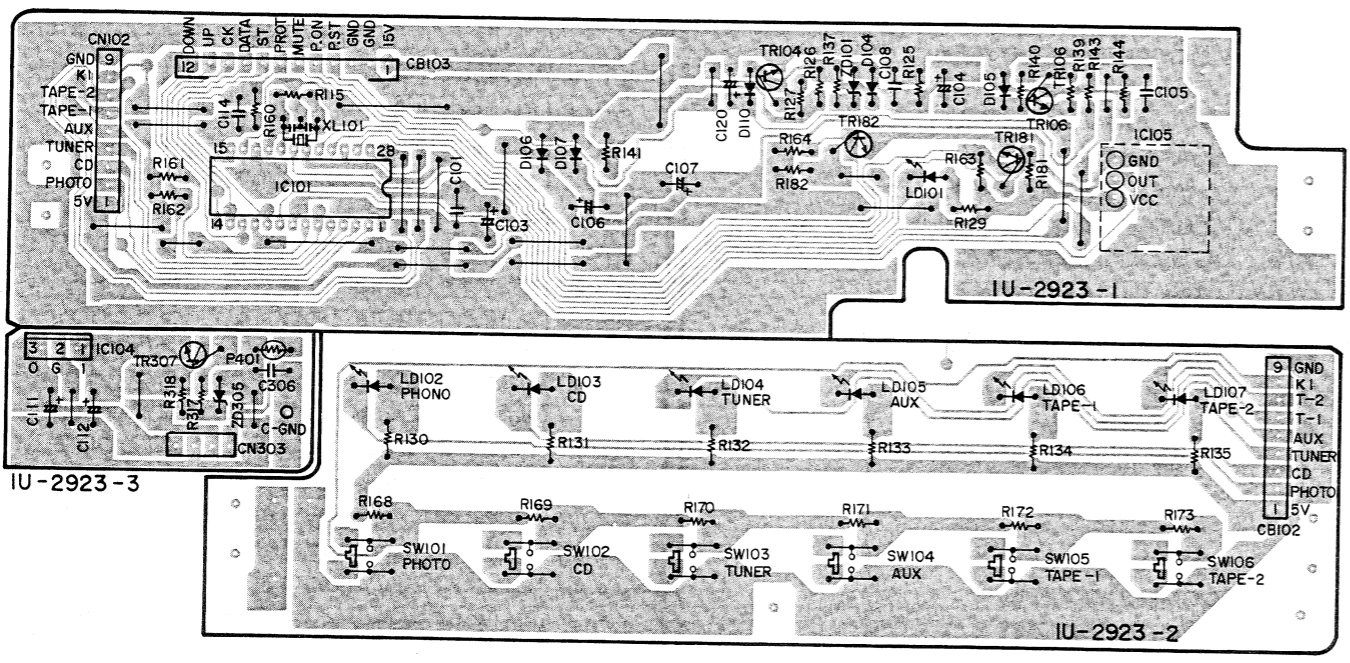 CN102
GND 9
K1
TAPE-2
TAPE-1
AUX
TUNER
CD
PHOTO
5V 1
DOWN
UP
CK
DATA
ST.
PROT
MUTE
P.ON
P.ST
GND
GND
15V
12
1
CB103
C114
R160
R115
XL101
15
28
IC101
14
1
R161
R162
C101
C103
D106
D107
R141
C106
C107
C120
D110
TR104
R127
R126
R137
D101
D104
C108
R125
C104
D105
R140
TR106
R139
R143
R144
C105
TR106
R164
R182
TR182
LD101
R163
TR181
R181
R129
IC105
GND
OUT
VCC
IU-2923-1
3 2 1
IC104
O G I
TR307
P401
C306
R318
R317
ZD305
C111
C112
C-GND
CN303
IU-2923-3
LD102
PHONO
LD103
CD
LD104
TUNER
LD105
AUX
LD106
TAPE-1
LD107
TAPE-2
R130
R131
R132
R133
R134
R135
9 GND
K1
T-2
T-1
AUX
TUNER
CD
PHOTO
1 5V
CB102
R168
R169
R170
R171
R172
R173
SW101
PHOTO
SW102
CD
SW103
TUNER
SW104
AUX
SW105
TAPE-1
SW106
TAPE-2
IU-2923-2